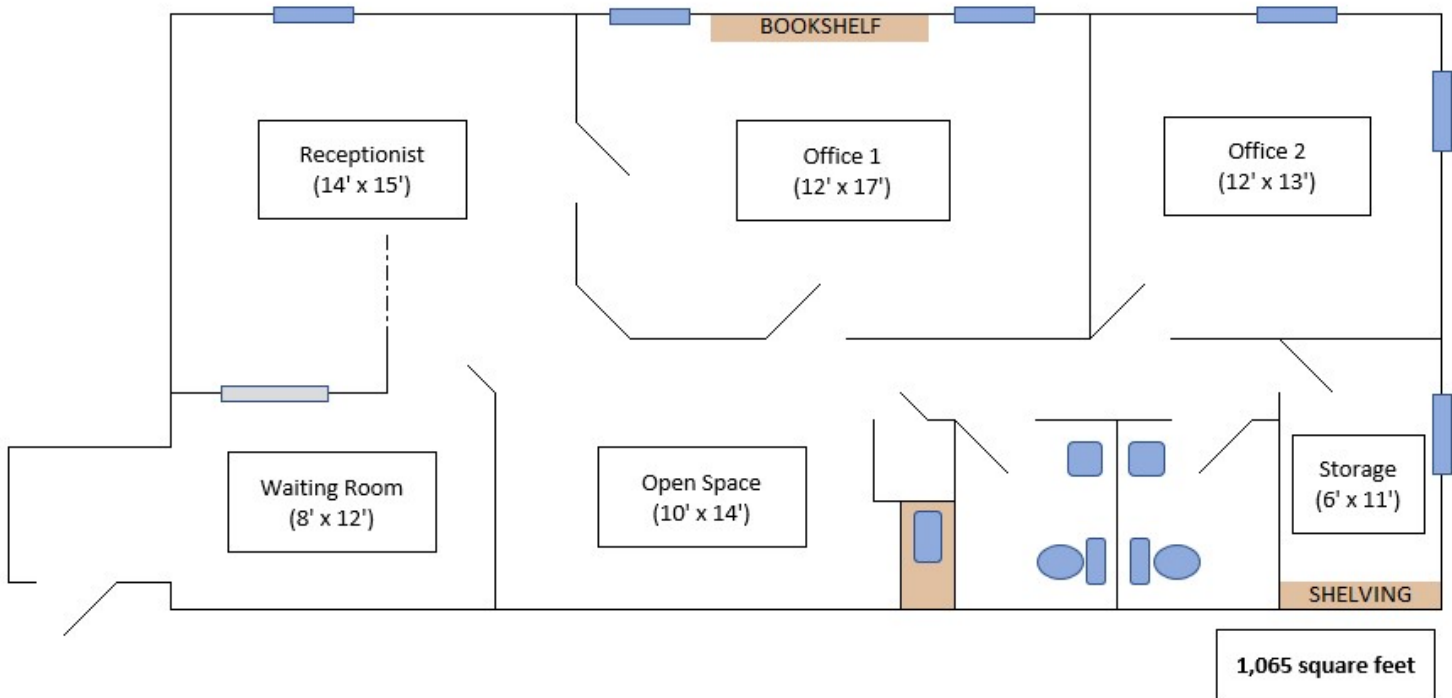 BOOKSHELF
Receptionist
(14' x 15')
Office 1
(12' x 17')
Office 2
(12' x 13')
Waiting Room
(8' x 12')
Open Space
(10' x 14')
Storage
(6' x 11')
SHELVING
1,065 square feet